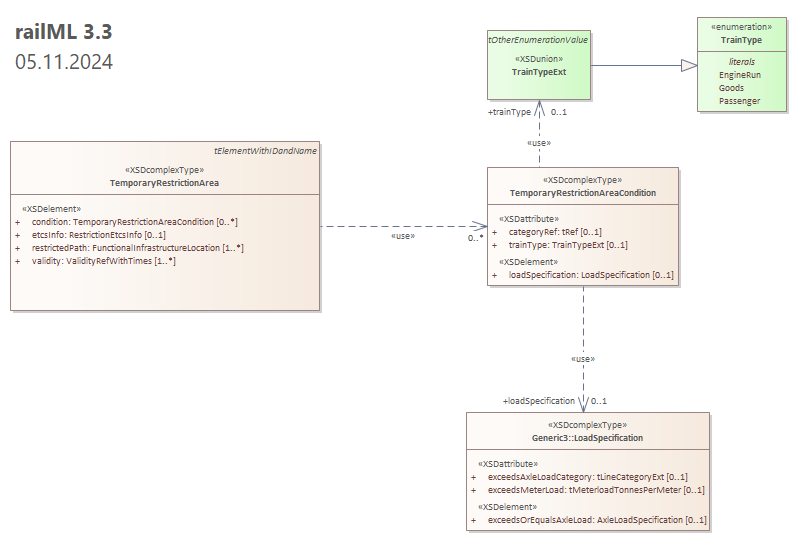 railML 3.3
05.11.2024
tOtherEnumerationValue
«XSDunion»
TrainTypeExt
«enumeration»
TrainType
literals
EngineRun
Goods
Passenger
+trainType
0..1
«use»
tElementWithIDandName
«XSDcomplexType»
TemporaryRestrictionArea
«XSDelement»
+ condition: TemporaryRestrictionAreaCondition [0..*]
+ etcsInfo: RestrictionEtcsInfo [0..1]
+ restrictedPath: FunctionalInfrastructureLocation [1..*]
+ validity: ValidityRefWithTimes [1..*]
«use»
0..*
«XSDcomplexType»
TemporaryRestrictionAreaCondition
«XSDattribute»
+ categoryRef: tRef [0..1]
+ trainType: TrainTypeExt [0..1]
«XSDelement»
+ loadSpecification: LoadSpecification [0..1]
«use»
+loadSpecification
0..1
«XSDcomplexType»
Generic3::LoadSpecification
«XSDattribute»
+ exceedsAxleLoadCategory: tLineCategoryExt [0..1]
+ exceedsMeterLoad: tMeterloadTonnesPerMeter [0..1]
«XSDelement»
+ exceedsOrEqualsAxleLoad: AxleLoadSpecification [0..1]